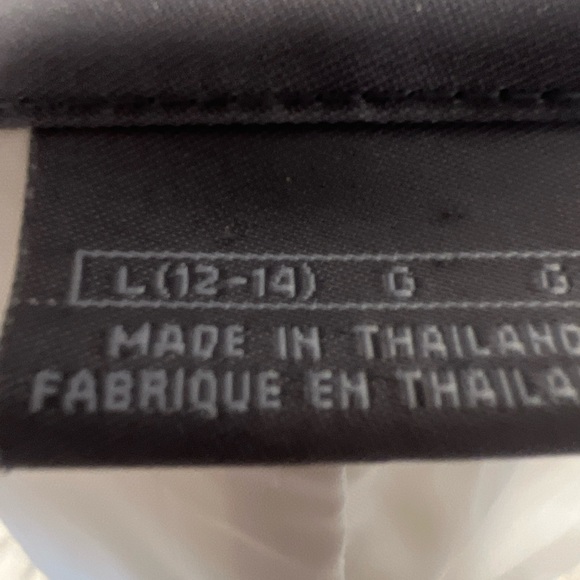 L (12-14) G G
MADE IN THAILAND
FABRIQUE EN THAILA